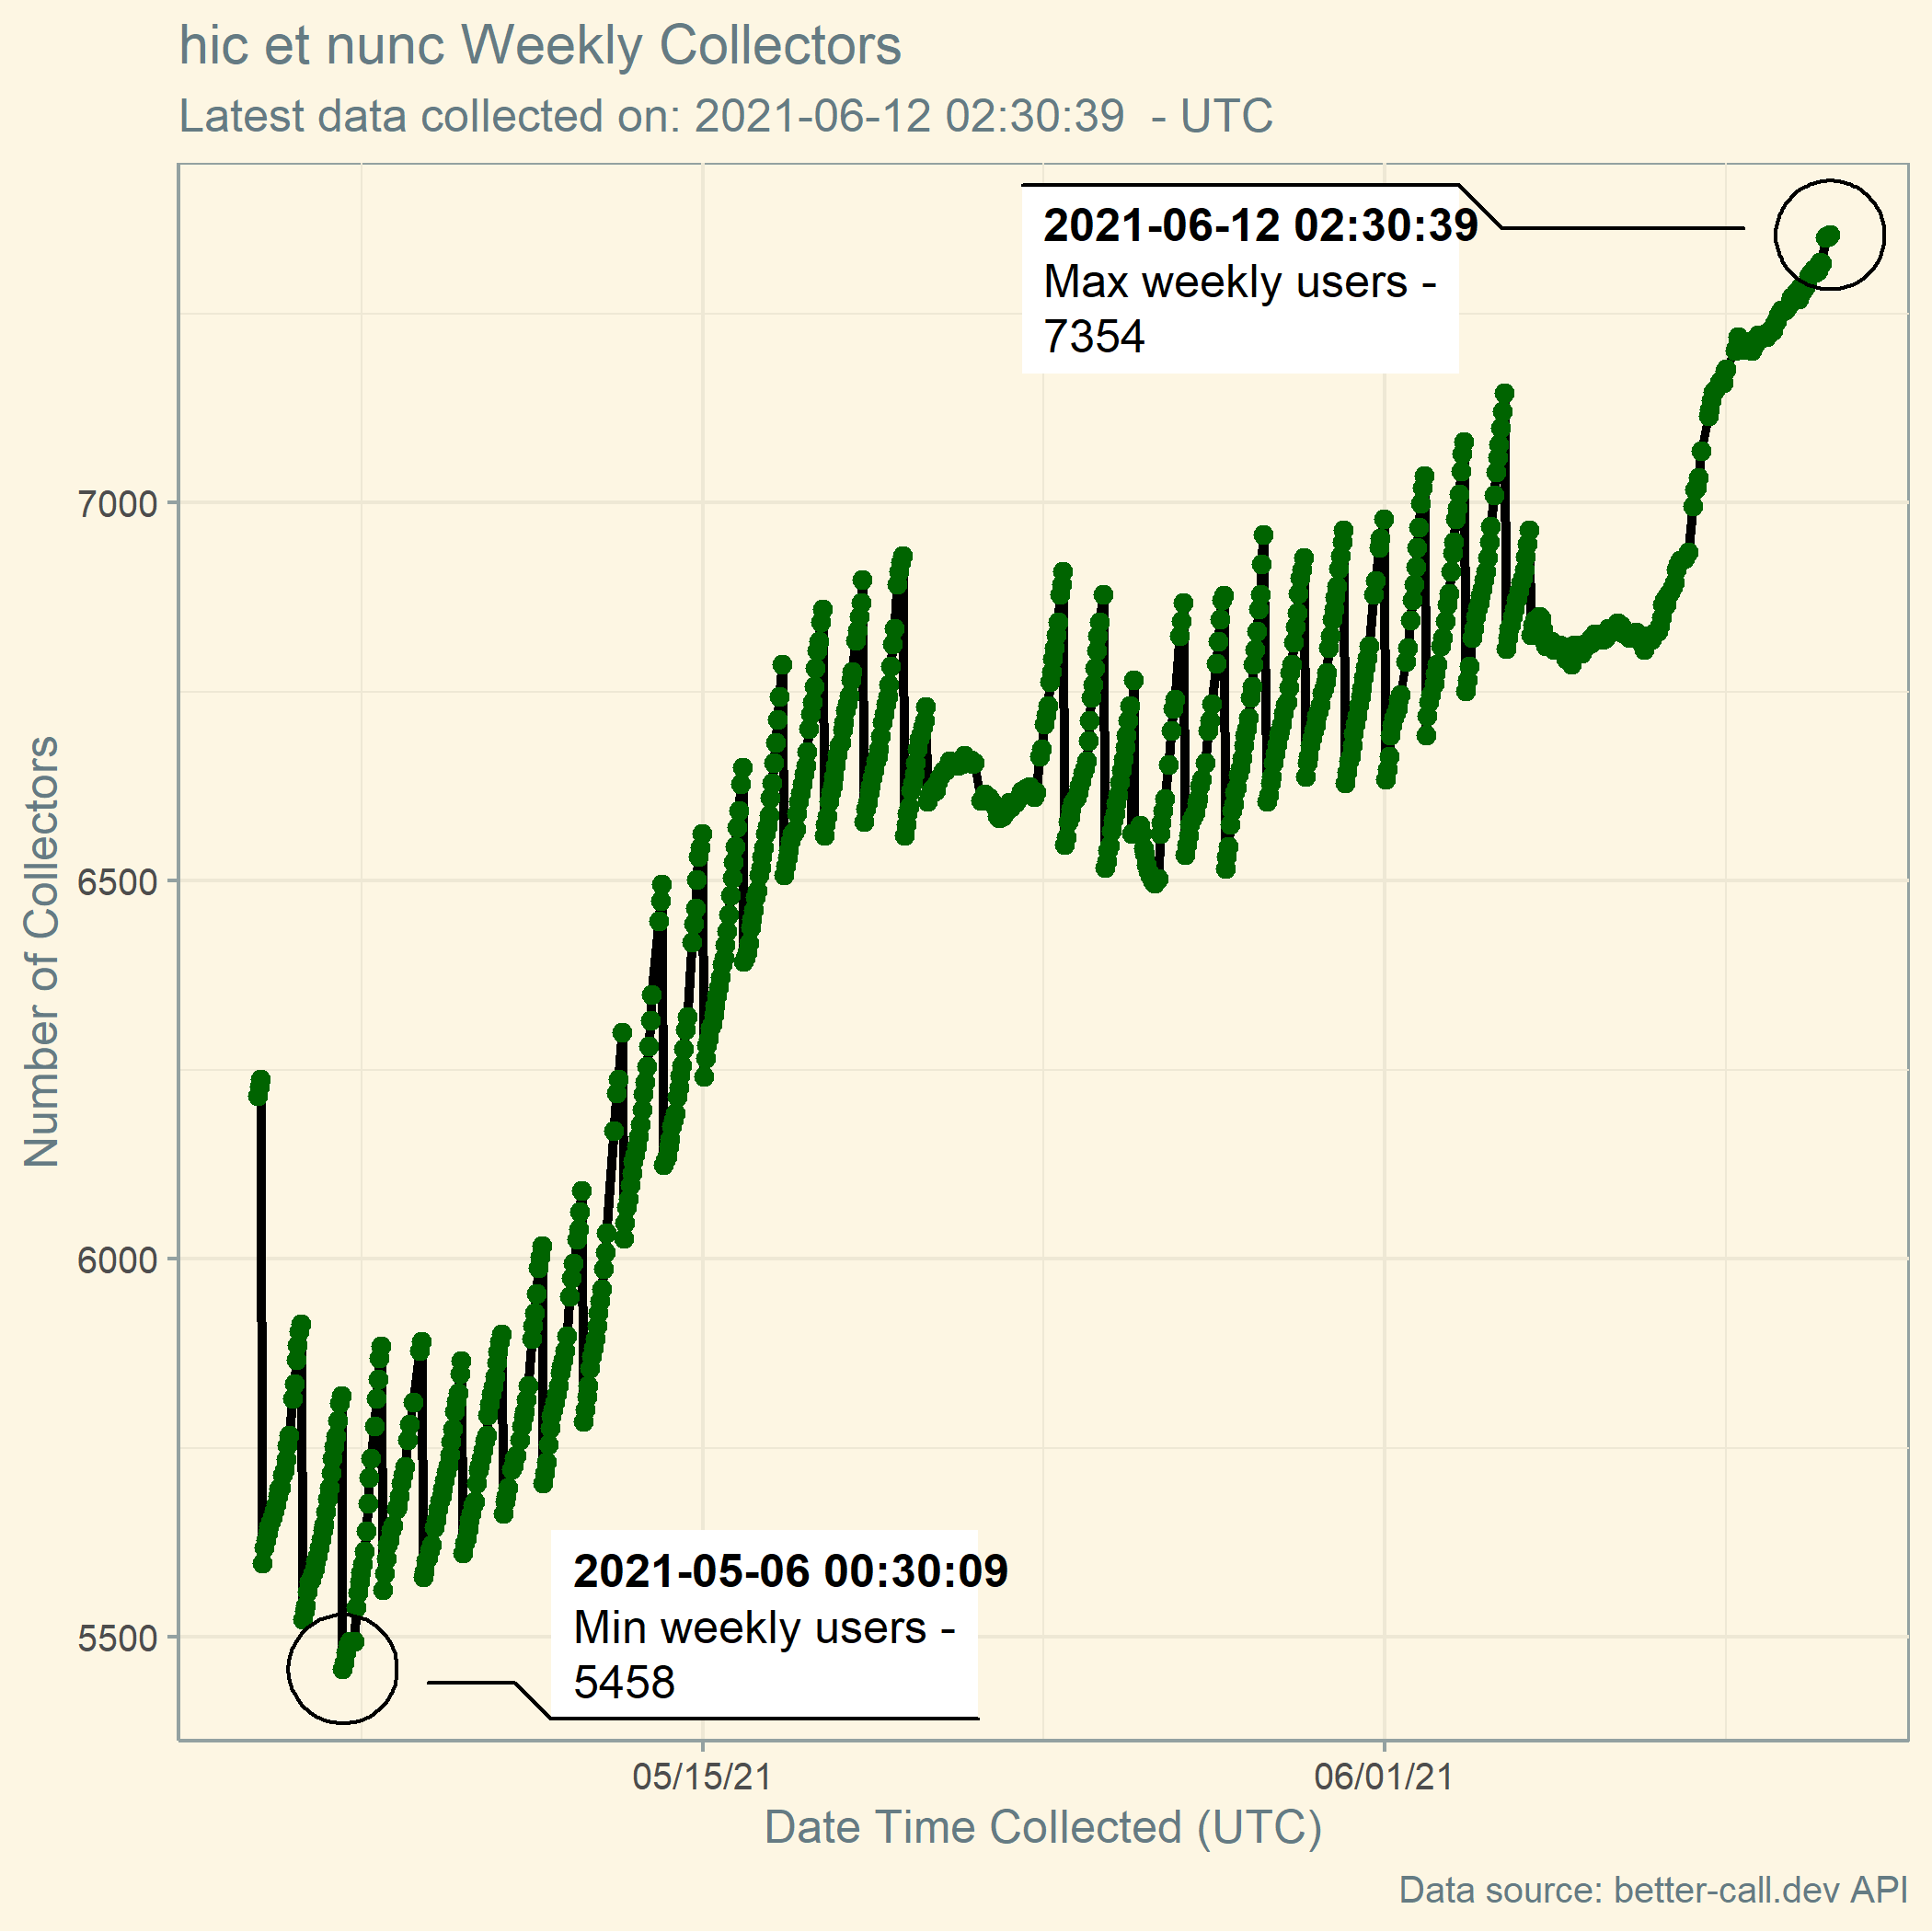 hic et nunc Weekly Collectors
Latest data collected on: 2021-06-12 02:30:39  - UTC
2021-06-12 02:30:39
Max weekly users -
7354
7000
6500
6000
5500
Number of Collectors
2021-05-06 00:30:09
Min weekly users -
5458
05/15/21
06/01/21
Date Time Collected (UTC)
Data source: better-call.dev API